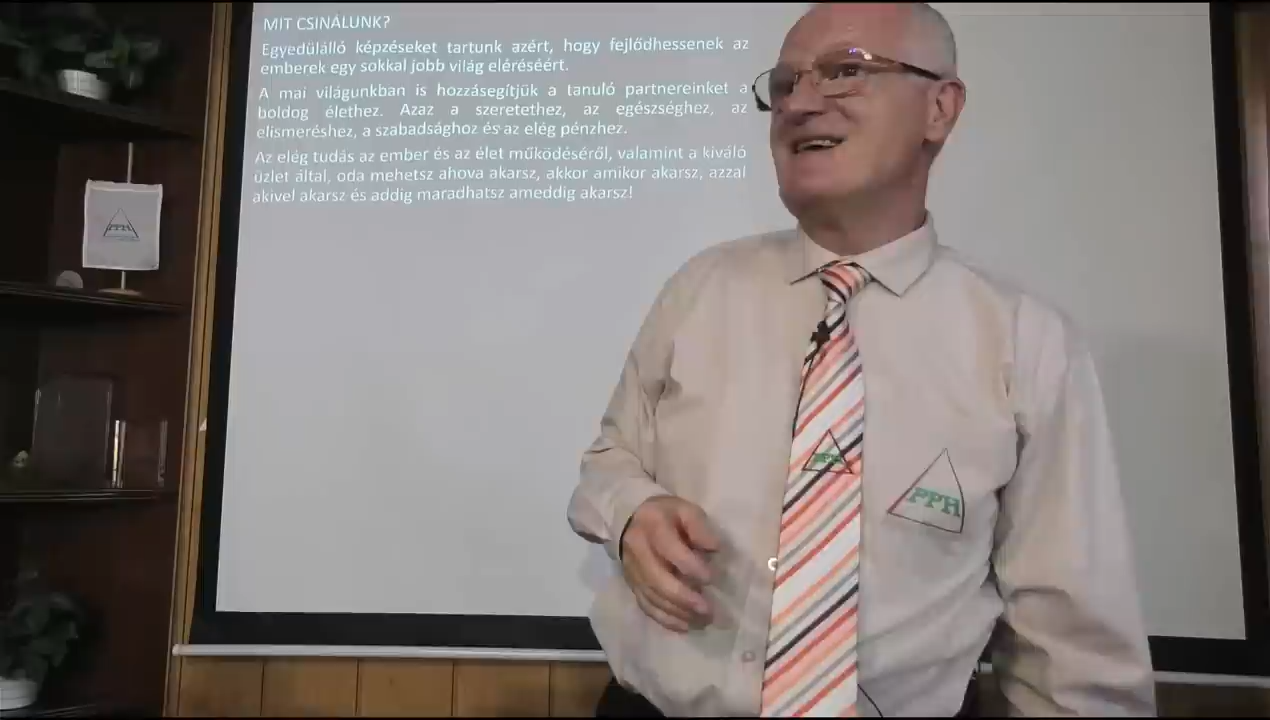 MIT CSINÁLUNK?
Egyedülálló képzéseket tartunk azért, hogy fejlődhessenek az
emberek egy sokkal jobb világ eléréséért.
A mai világunkban is hozzásegítjük a tanuló partnereinket a
boldog élethez. Azaz a szeretethez, az egészséghez, az
elismeréshez, a szabadsághoz és az elég pénzhez.
Az elég tudás az ember és az élet működéséről, valamint a kiváló
üzlet által, oda mehetsz ahova akarsz, akkor amikor akarsz, azzal
akivel akarsz és addig maradhatsz ameddig akarsz!
PPH
PPH
PPH